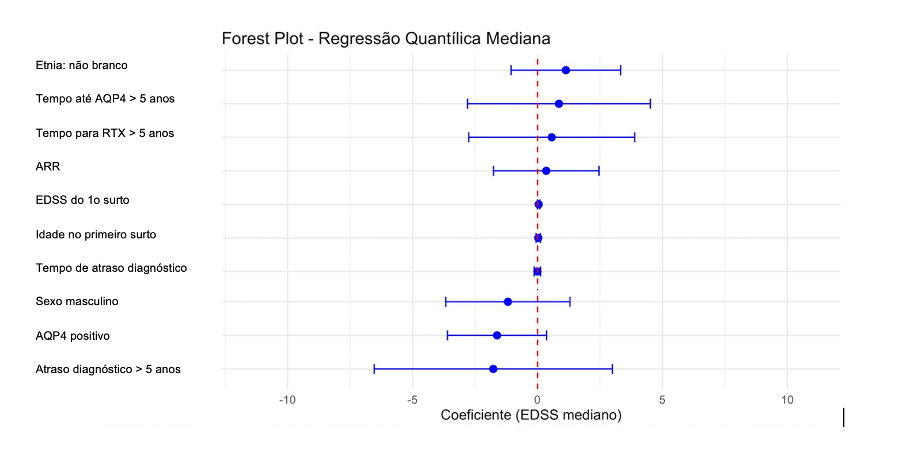 Forest Plot - Regressão Quantílica Mediana
Etnia: não branco
Tempo até AQP4 > 5 anos
Tempo para RTX > 5 anos
ARR
EDSS do 1o surto
Idade no primeiro surto
Tempo de atraso diagnóstico
Sexo masculino
AQP4 positivo
Atraso diagnóstico > 5 anos
-10 -5 0 5 10
Coeficiente (EDSS mediano)